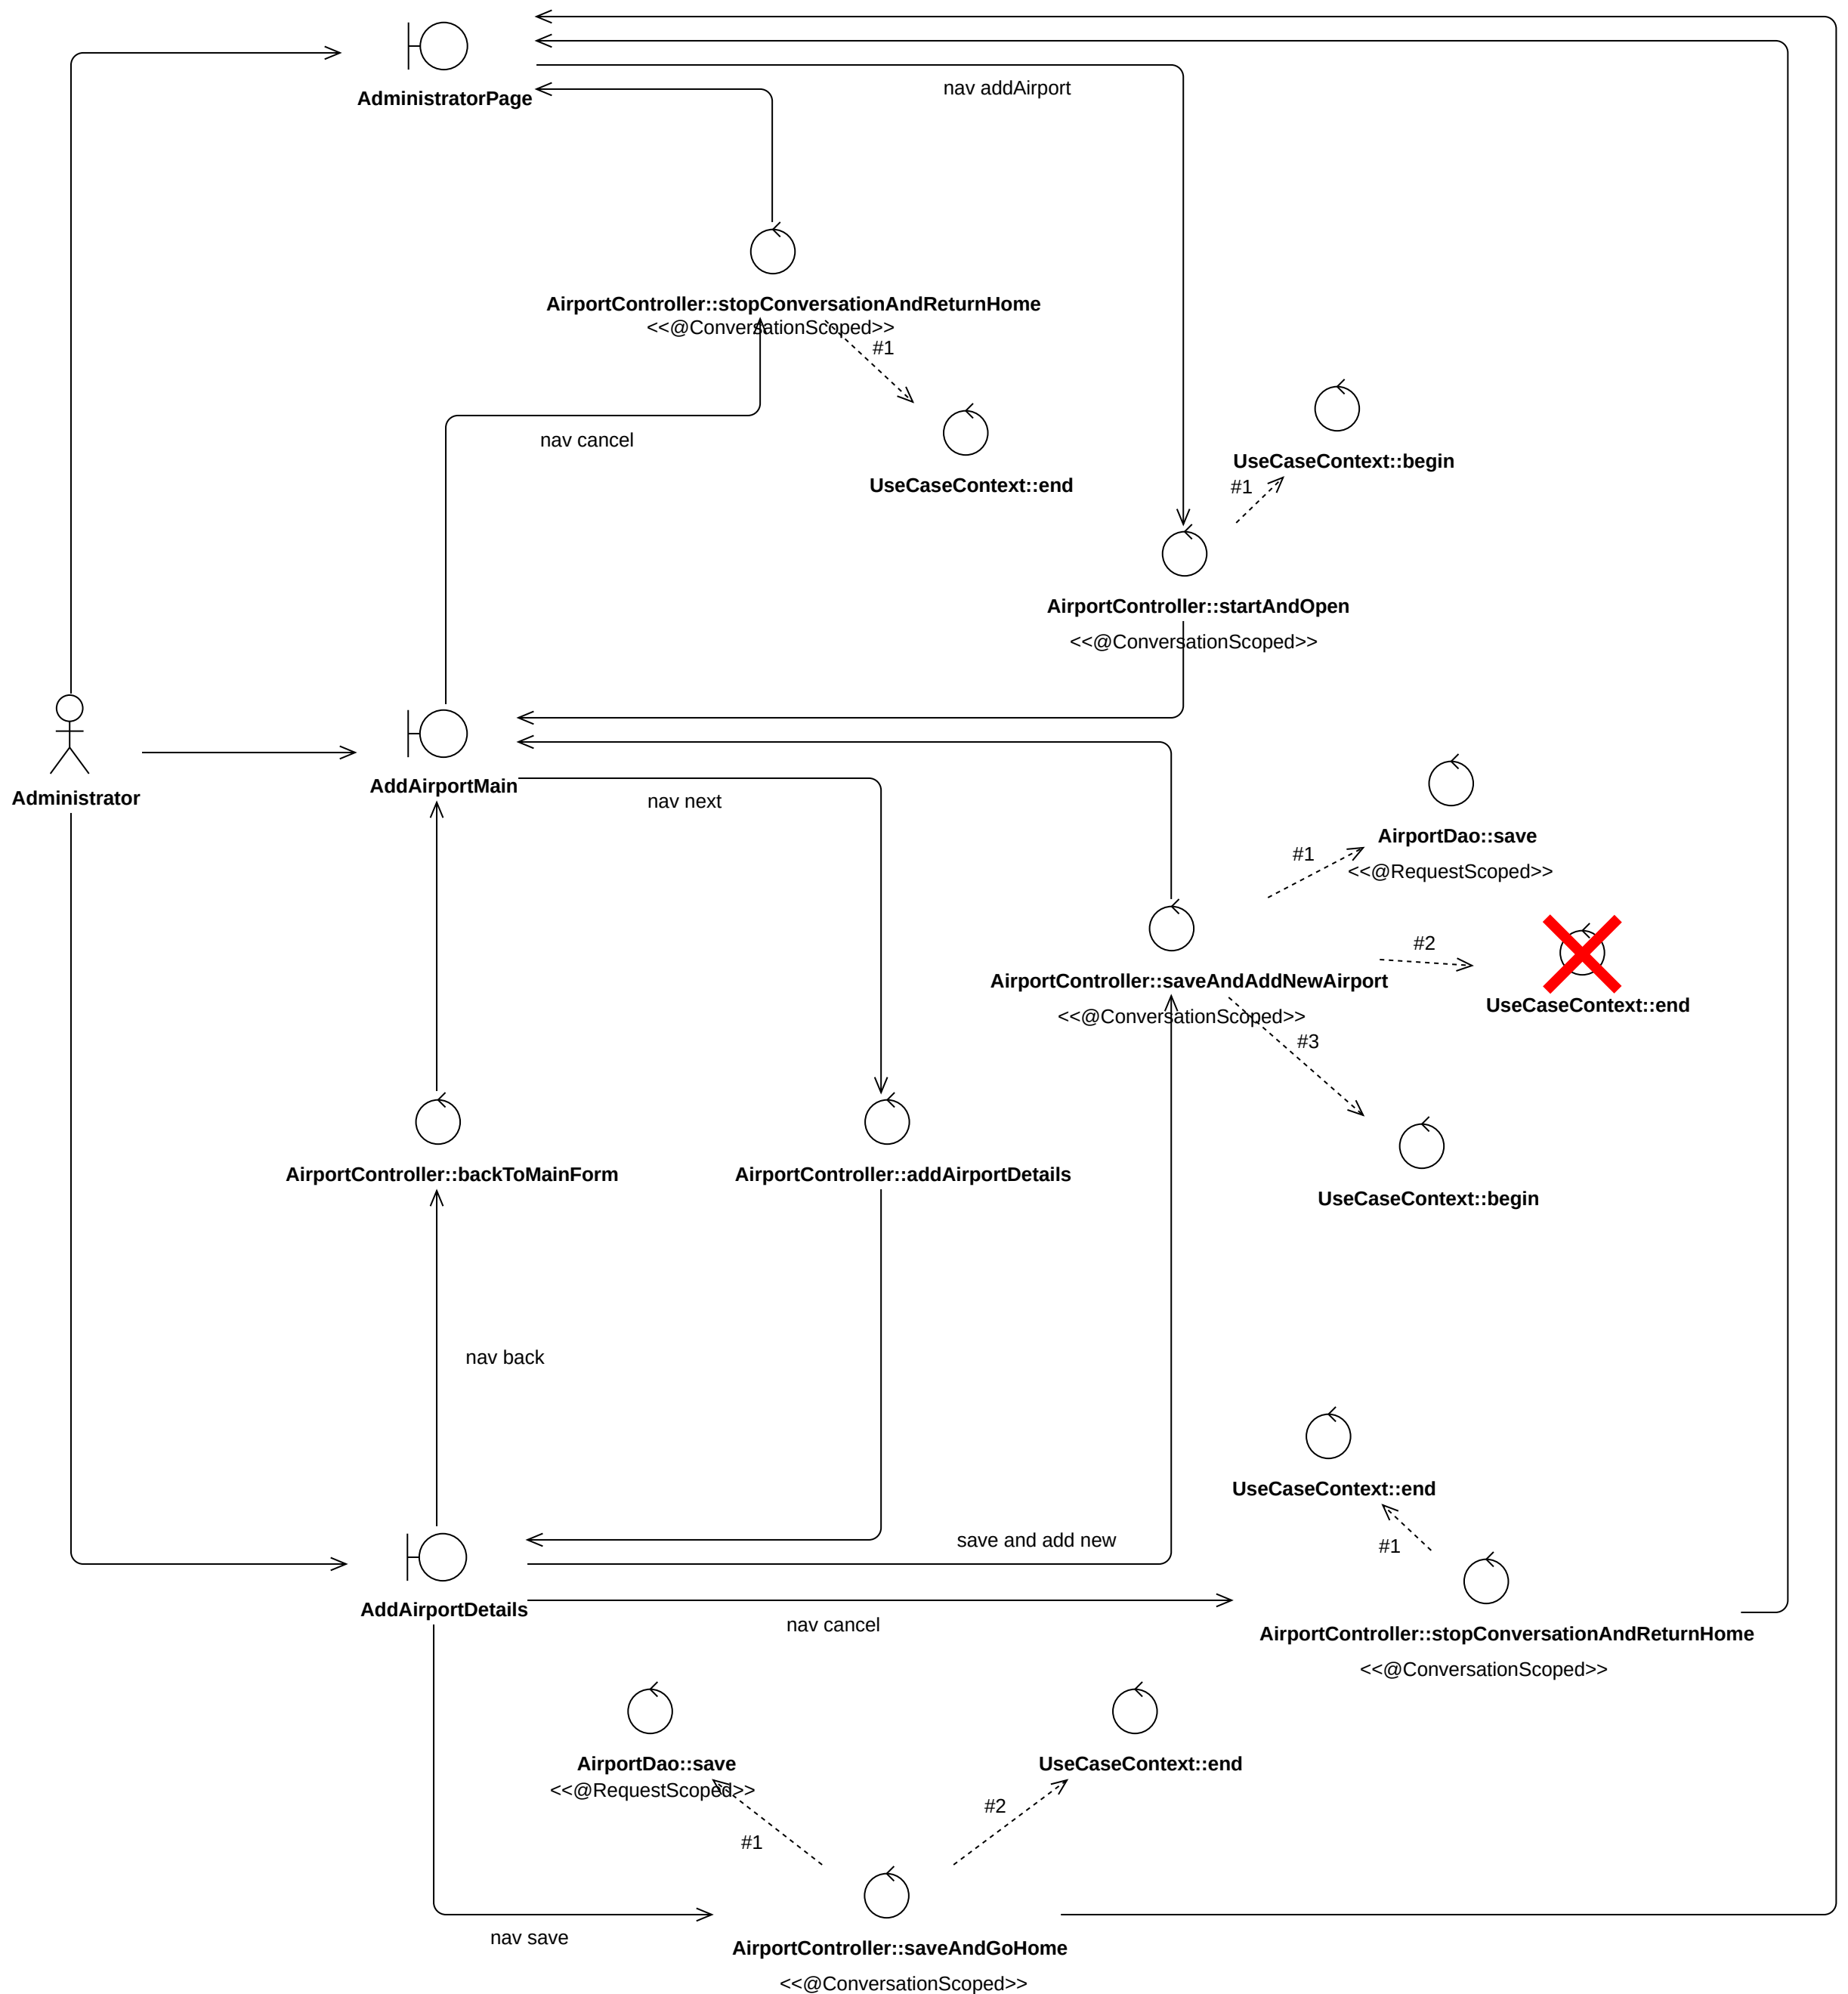 nav addAirport
AdministratorPage
AirportController::stopConversationAndReturnHome
<<@ConversationScoped>>
#1
nav cancel
UseCaseContext::end
UseCaseContext::begin
#1
AirportController::startAndOpen
<<@ConversationScoped>>
Administrator
AddAirportMain
nav next
AirportDao::save
<<@RequestScoped>>
#1
#2
AirportController::saveAndAddNewAirport
<<@ConversationScoped>>
UseCaseContext::end
#3
AirportController::backToMainForm
AirportController::addAirportDetails
UseCaseContext::begin
nav back
UseCaseContext::end
save and add new
#1
AddAirportDetails
nav cancel
AirportController::stopConversationAndReturnHome
<<@ConversationScoped>>
AirportDao::save
<<@RequestScoped>>
UseCaseContext::end
#2
#1
nav save
AirportController::saveAndGoHome
<<@ConversationScoped>>